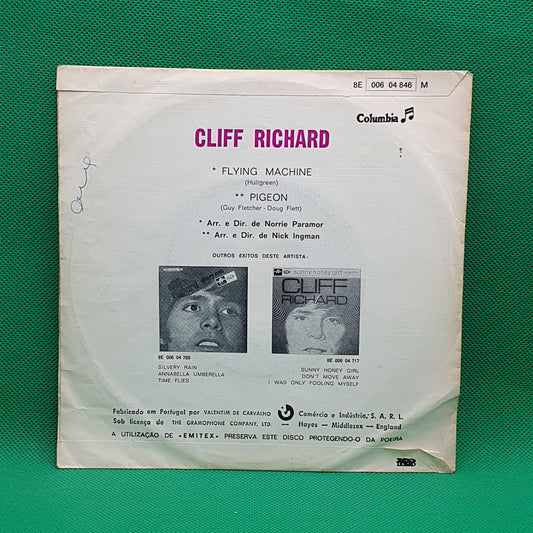 8E 006 04 846 M
Columbia
CLIFF RICHARD
* FLYING MACHINE
(Hultgreen)
** PIGEON
(Guy Fletcher - Doug Flett)
* Arr. e Dir. de Norrie Paramor
** Arr. e Dir. de Nick Ingman
OUTROS EXITOS DESTE ARTISTA:
sunny honey girl
CLIFF
RICHARD
8E 006 04 789
SILVERY RAIN
ANNABELLA UMBERELLA
TIME FLIES
8E 006 04 717
SUNNY HONEY GIRL
DON'T MOVE AWAY
I WAS ONLY FOOLING MYSELF
Fabricado em Portugal por VALENTIM DE CARVALHO Comércio e Indústria, S. A. R. L.
Sob licença de THE GRAMOPHONE COMPANY, LTD. — Hayes — Middlesex — England
A UTILIZAÇÃO DE «EMITEX» PRESERVA ESTE DISCO PROTEGENDO-O DA POEIRA